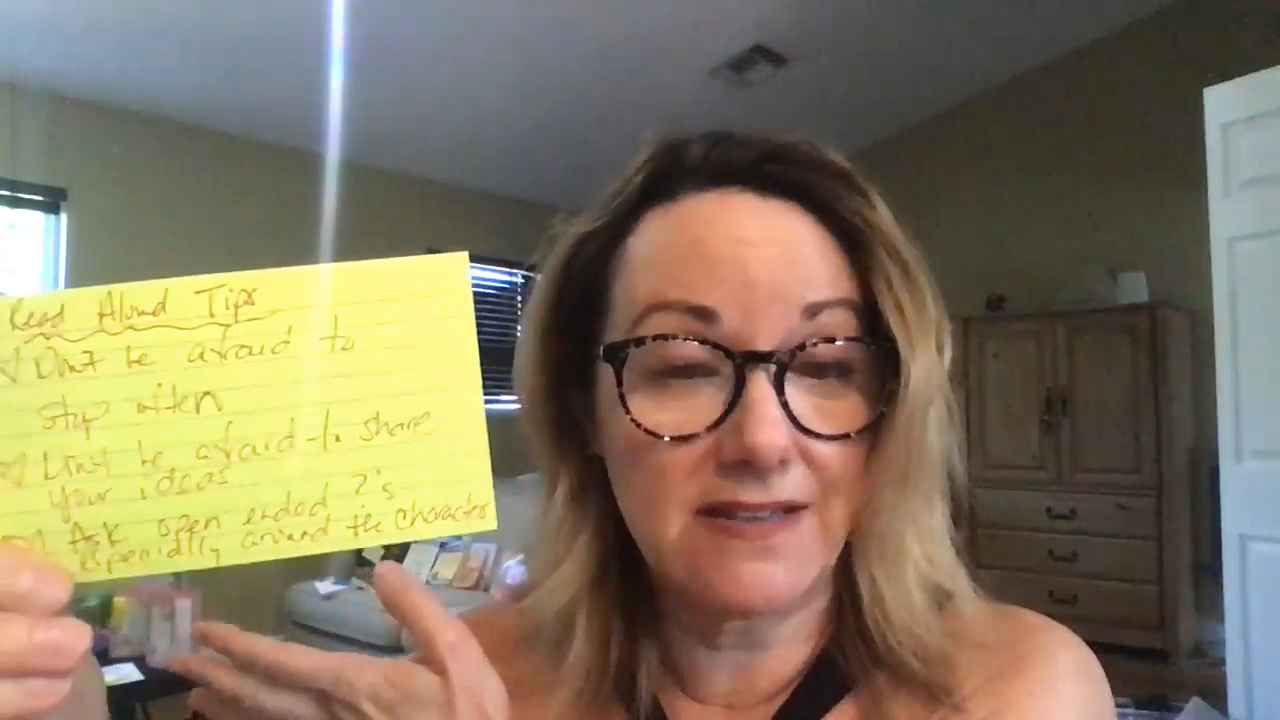 Read Aloud Tips
Don't be afraid to
stop often
Don't be afraid to share
your ideas
Ask open ended ?'s
especially around the character